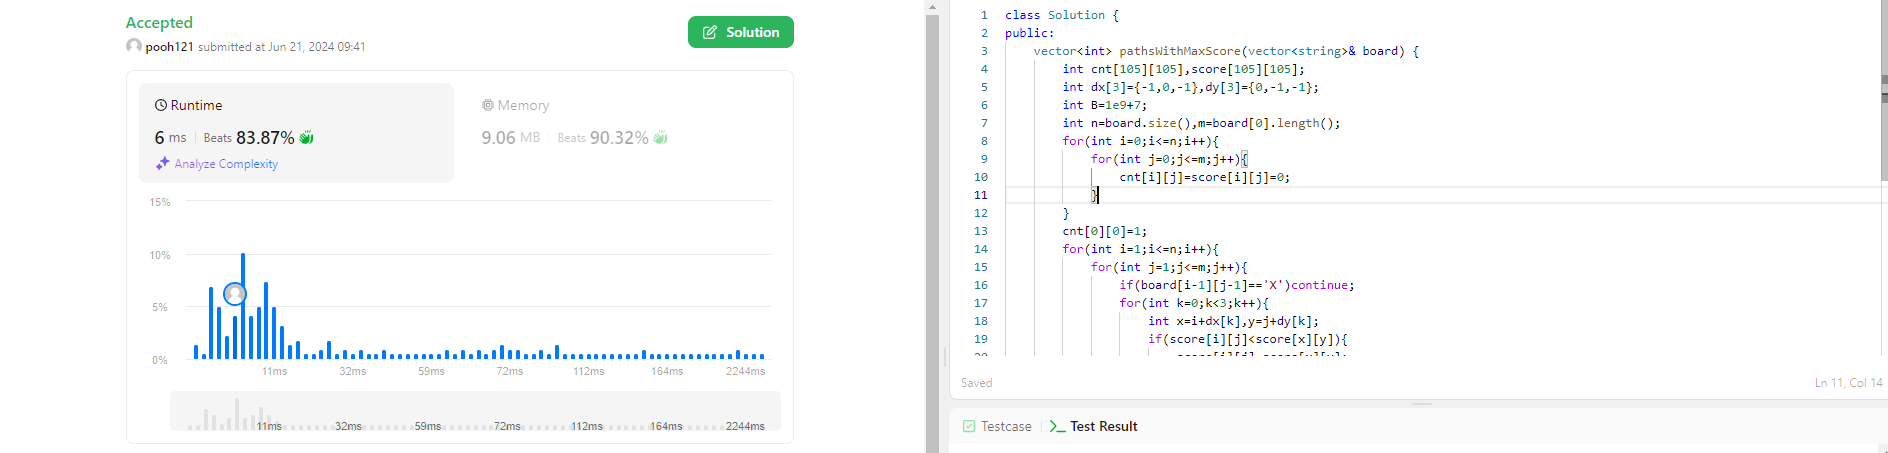 Accepted
pooh121 submitted at Jun 21, 2024 09:41
Solution
Runtime
6 ms Beats 83.87%
Analyze Complexity
Memory
9.06 MB Beats 90.32%
15%
10%
5%
0%
11ms 32ms 59ms 72ms 112ms 164ms 2244ms
11ms 32ms 59ms 72ms 112ms 164ms 2244ms
1 class Solution {
2 public:
3 vector<int> pathsWithMaxScore(vector<string>& board) {
4 int cnt[105][105],score[105][105];
5 int dx[3]={-1,0,-1},dy[3]={0,-1,-1};
6 int B=1e9+7;
7 int n=board.size(),m=board[0].length();
8 for(int i=0;i<=n;i++){
9 for(int j=0;j<=m;j++){
10 cnt[i][j]=score[i][j]=0;
11 }
12 }
13 cnt[0][0]=1;
14 for(int i=1;i<=n;i++){
15 for(int j=1;j<=m;j++){
16 if(board[i-1][j-1]=='X')continue;
17 for(int k=0;k<3;k++){
18 int x=i+dx[k],y=j+dy[k];
19 if(score[i][j]<score[x][y]){
Saved
Ln 11, Col 14
Testcase
Test Result